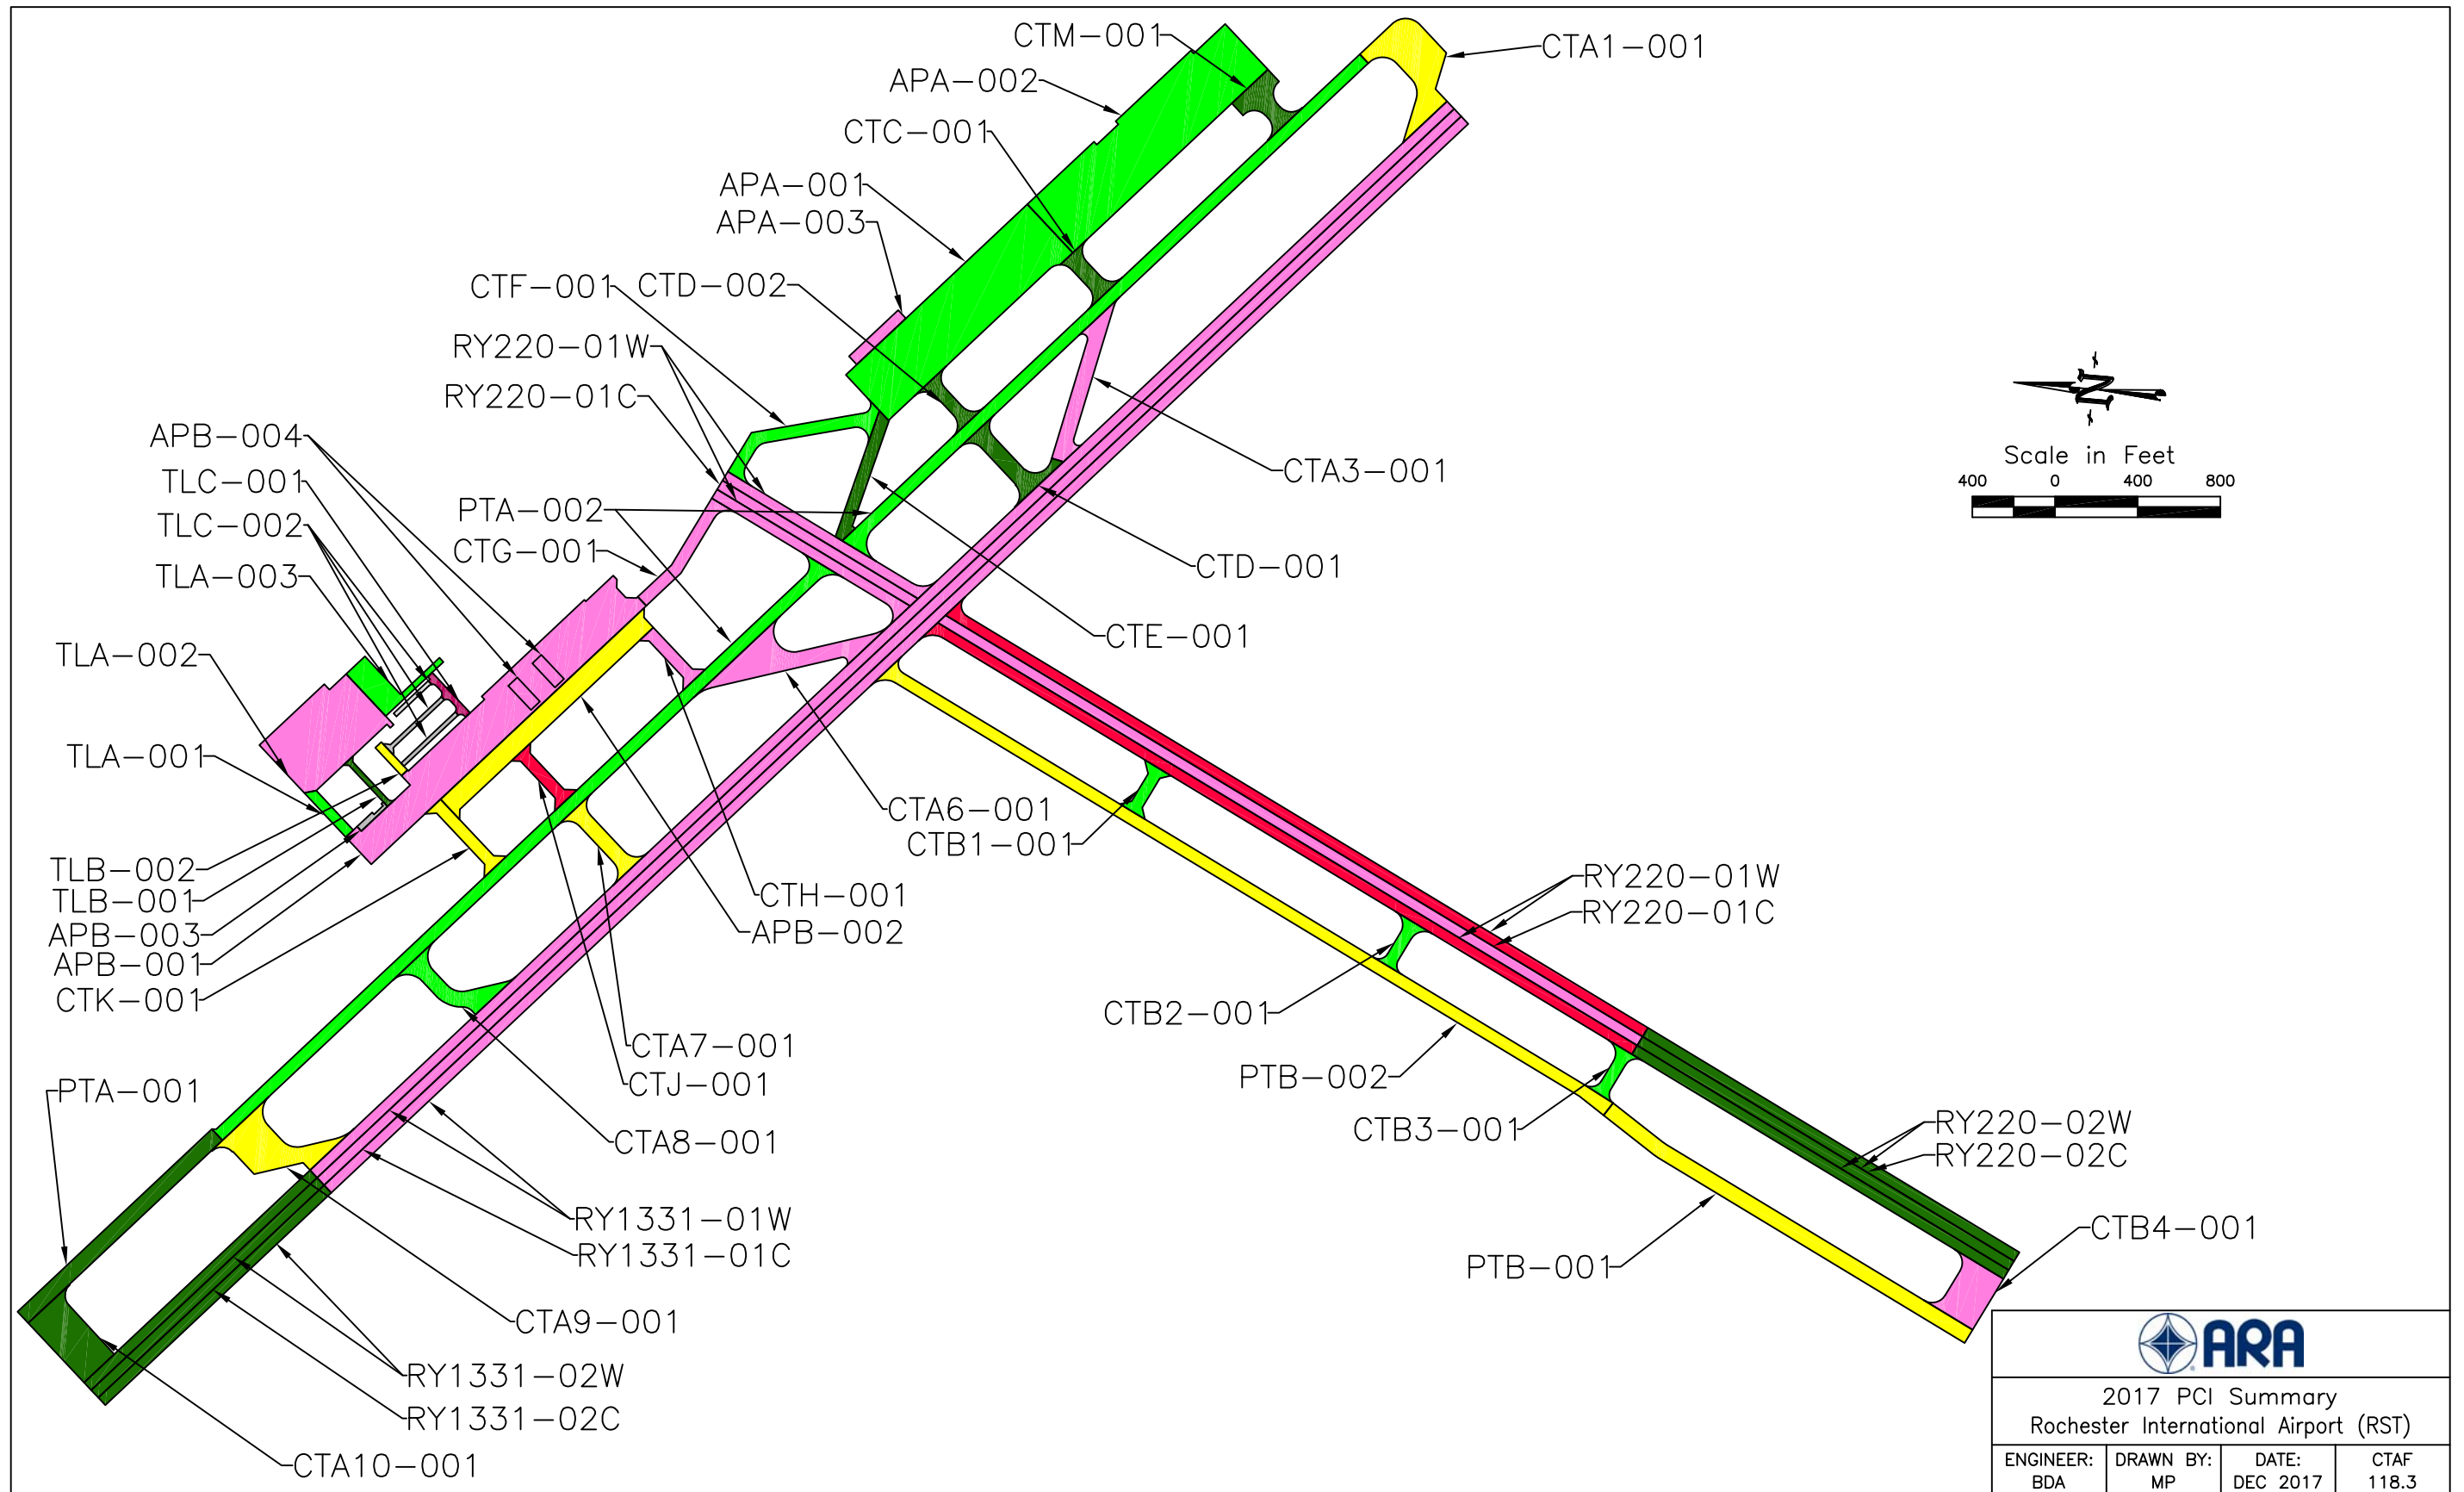 CTM-001
CTA1-001
APA-002
CTC-001
APA-001
APA-003
CTF-001
CTD-002
RY220-01W
RY220-01C
APB-004
TLC-001
TLC-002
TLA-003
PTA-002
CTG-001
TLA-002
TLA-001
Scale in Feet
400 0 400 800
CTA3-001
CTD-001
CTE-001
CTA6-001
CTB1-001
TLB-002
TLB-001
APB-003
APB-001
CTK-001
CTH-001
APB-002
RY220-01W
RY220-01C
CTB2-001
CTA7-001
CTJ-001
PTB-002
PTA-001
CTA8-001
CTB3-001
RY220-02W
RY220-02C
RY1331-01W
RY1331-01C
CTB4-001
PTB-001
CTA9-001
RY1331-02W
RY1331-02C
CTA10-001
N
ARA
2017 PCI Summary
Rochester International Airport (RST)
ENGINEER: BDA
DRAWN BY: MP
DATE: DEC 2017
CTAF 118.3